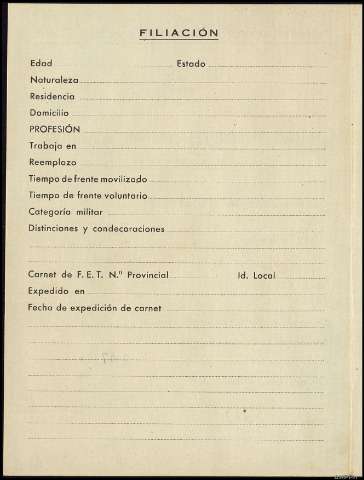 FILIACIÓN
Edad Estado
Naturaleza
Residencia
Domicilio
PROFESIÓN
Trabaja en
Reemplazo
Tiempo de frente movilizado
Tiempo de frente voluntario
Categoría militar
Distinciones y condecoraciones
Carnet de F. E. T. N.º Provincial Id. Local
Expedido en
Fecha de expedición de carnet